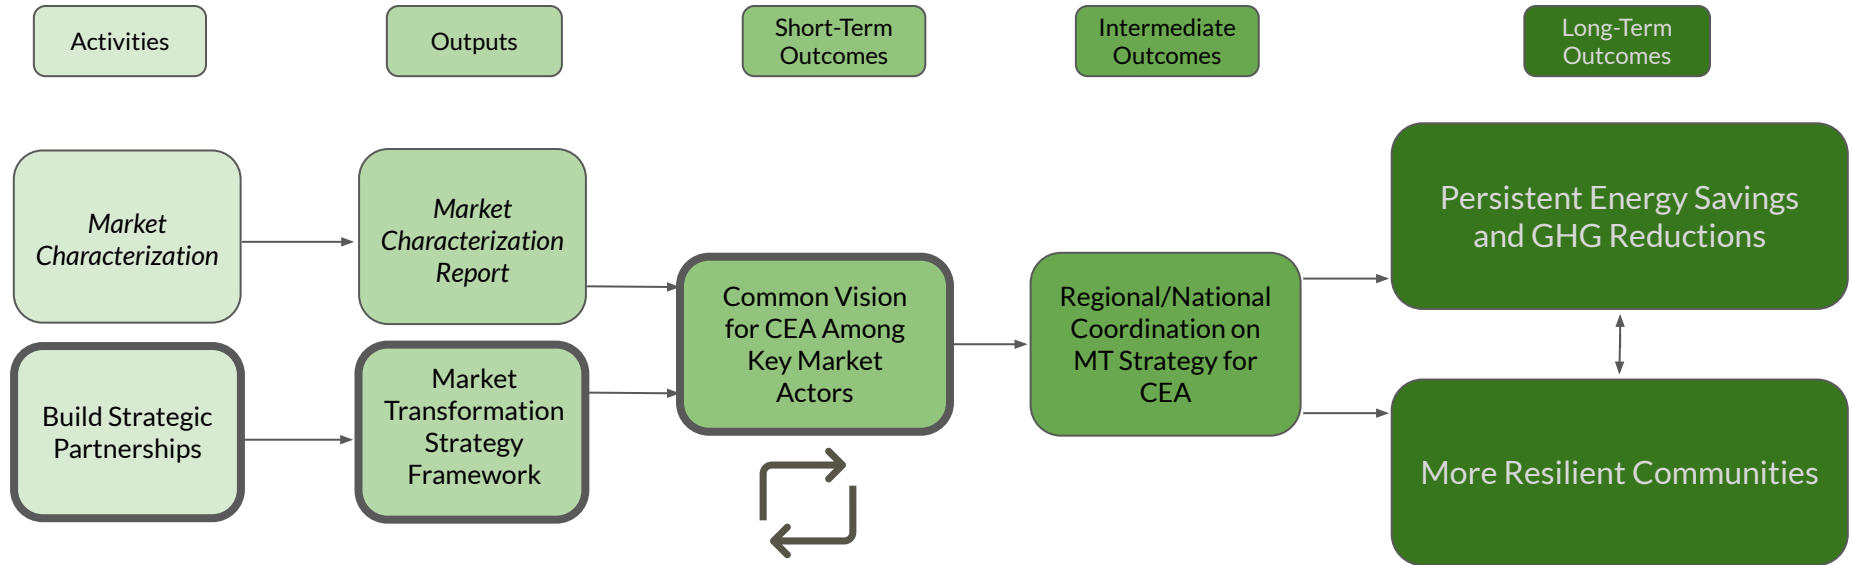 Activities
Outputs
Short-Term
Outcomes
Intermediate
Outcomes
Long-Term
Outcomes
Market
Characterization
Market
Characterization
Report
Build Strategic
Partnerships
Market
Transformation
Strategy
Framework
Common Vision
for CEA Among
Key Market
Actors
Regional/National
Coordination on
MT Strategy for
CEA
Persistent Energy Savings
and GHG Reductions
More Resilient Communities